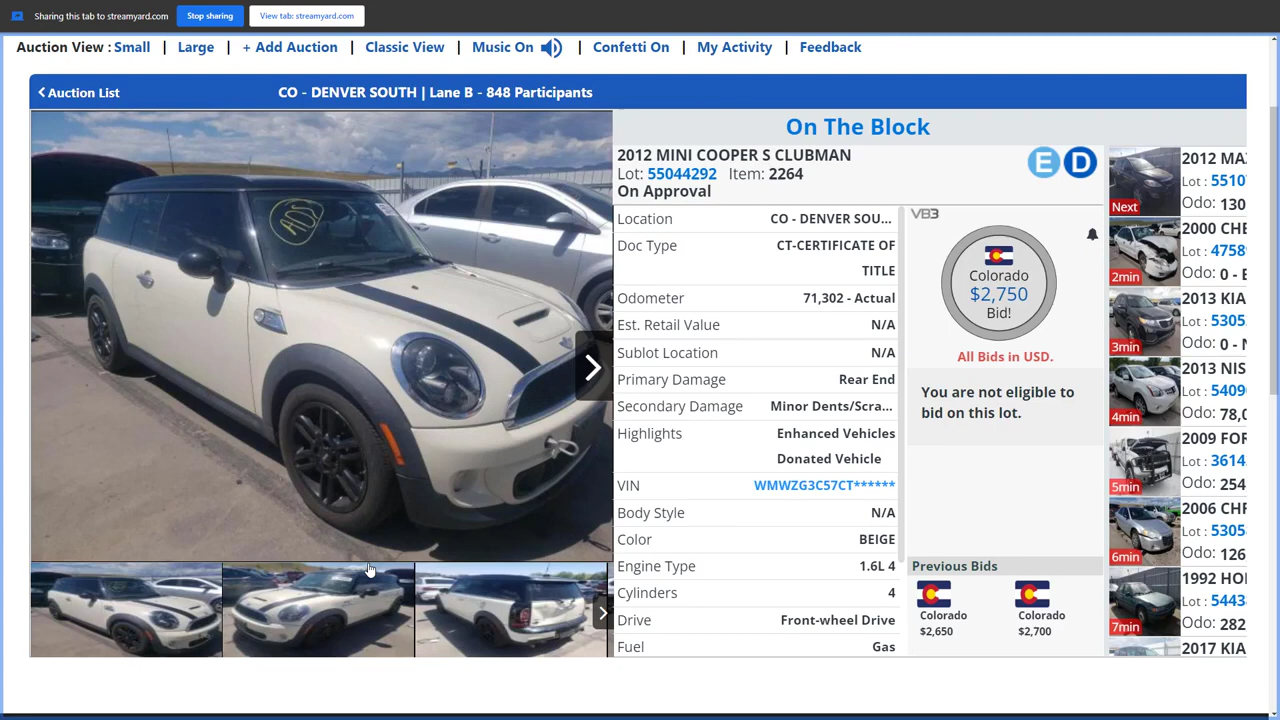 Sharing this tab to streamyard.com
Stop sharing
View tab: streamyard.com
Auction View : Small | Large | + Add Auction | Classic View | Music On | Confetti On | My Activity | Feedback
Auction List
CO - DENVER SOUTH | Lane B - 848 Participants
On The Block
2012 MINI COOPER S CLUBMAN
Lot: 55044292 Item: 2264
On Approval
E D
Location CO - DENVER SOU...
Doc Type CT-CERTIFICATE OF
TITLE
Odometer 71,302 - Actual
Est. Retail Value N/A
Sublot Location N/A
Primary Damage Rear End
Secondary Damage Minor Dents/Scra...
Highlights Enhanced Vehicles
Donated Vehicle
VIN WMWZG3C57CT******
Body Style N/A
Color BEIGE
Engine Type 1.6L 4
Cylinders 4
Drive Front-wheel Drive
Fuel Gas
VB3
Colorado
$2,750
Bid!
All Bids in USD.
You are not eligible to
bid on this lot.
Previous Bids
Colorado
$2,650
Colorado
$2,700
2012 MA
Lot : 5510
Next
Odo: 130
2000 CHE
Lot : 4758
2min
Odo: 0 - E
2013 KIA
Lot : 5305
3min
Odo: 0 - N
2013 NIS
Lot : 5409
4min
Odo: 78,0
2009 FOR
Lot : 3614
5min
Odo: 254
2006 CHR
Lot : 5305
6min
Odo: 126
1992 HO
Lot : 5443
7min
Odo: 282
2017 KIA